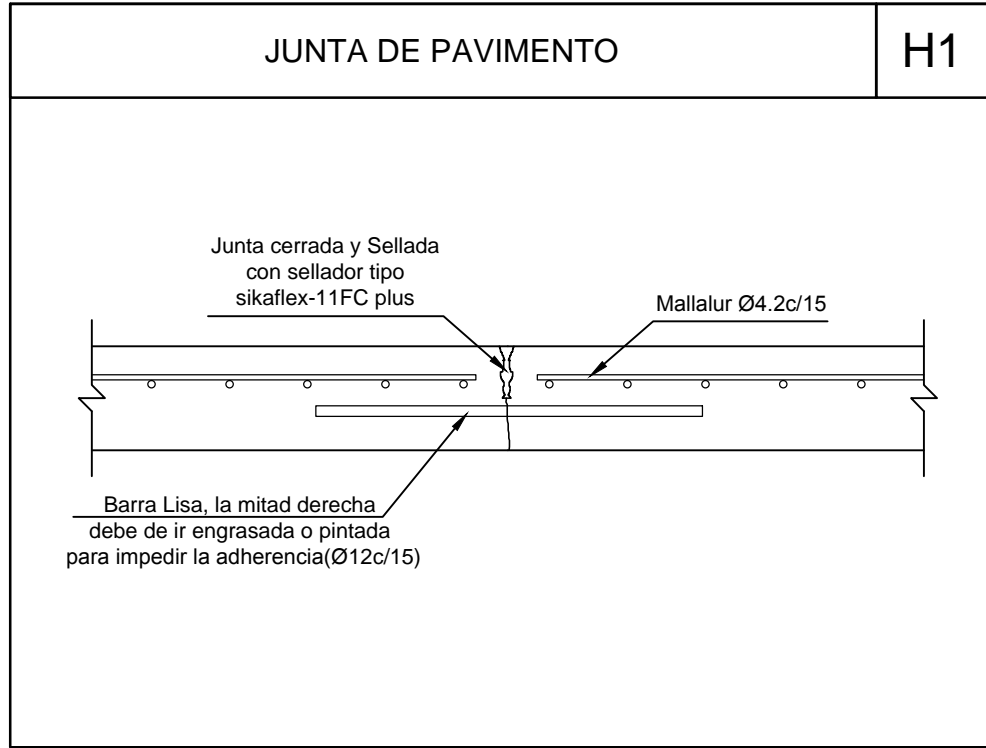 JUNTA DE PAVIMENTO
H1
Junta cerrada y Sellada
con sellador tipo
sikaflex-11FC plus
Mallalur Ø4.2c/15
Barra Lisa, la mitad derecha
debe de ir engrasada o pintada
para impedir la adherencia(Ø12c/15)